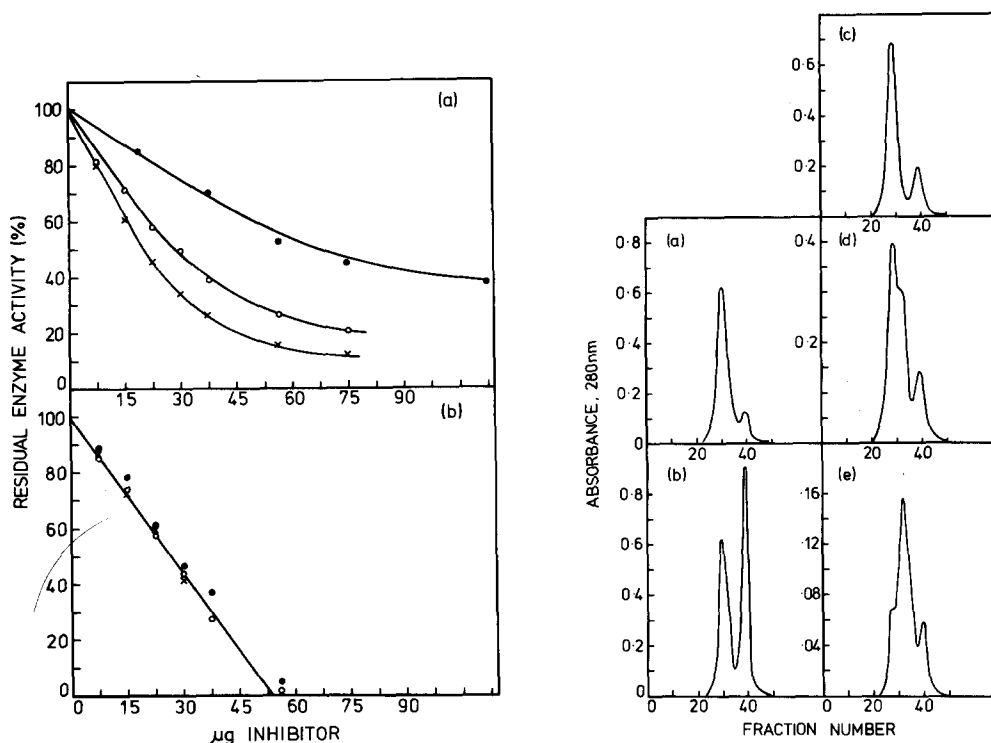 (a)
100
80
60
40
20
0
15 30 45 60 75 90
(b)
100
80
60
40
20
0
0 15 30 45 60 75 90
RESIDUAL ENZYME ACTIVITY (%)
µg INHIBITOR
(c)
0·6
0·4
0·2
20 40
(a)
0·8
0·6
0·4
0·2
0
20 40
(d)
0·4
0·2
20 40
(b)
0·8
0·6
0·4
0·2
0 20 40
(e)
·16
·12
·08
·04
0 20 40
ABSORBANCE, 280nm
FRACTION NUMBER